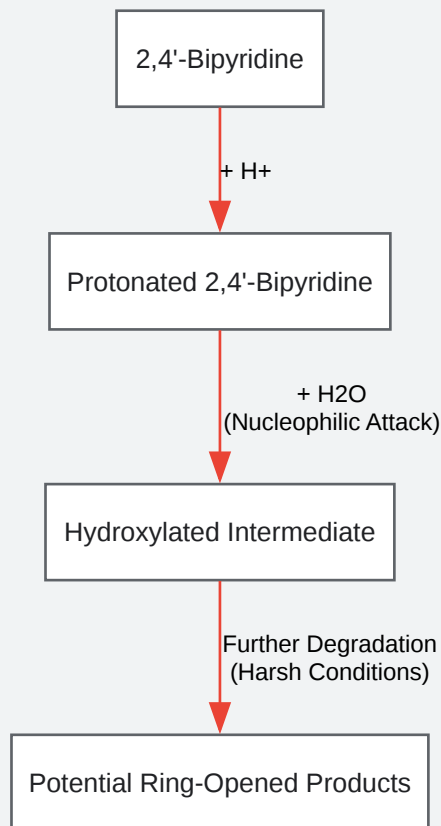 2,4'-Bipyridine
+ H+
Protonated 2,4'-Bipyridine
+ H2O
(Nucleophilic Attack)
Hydroxylated Intermediate
Further Degradation
(Harsh Conditions)
Potential Ring-Opened Products